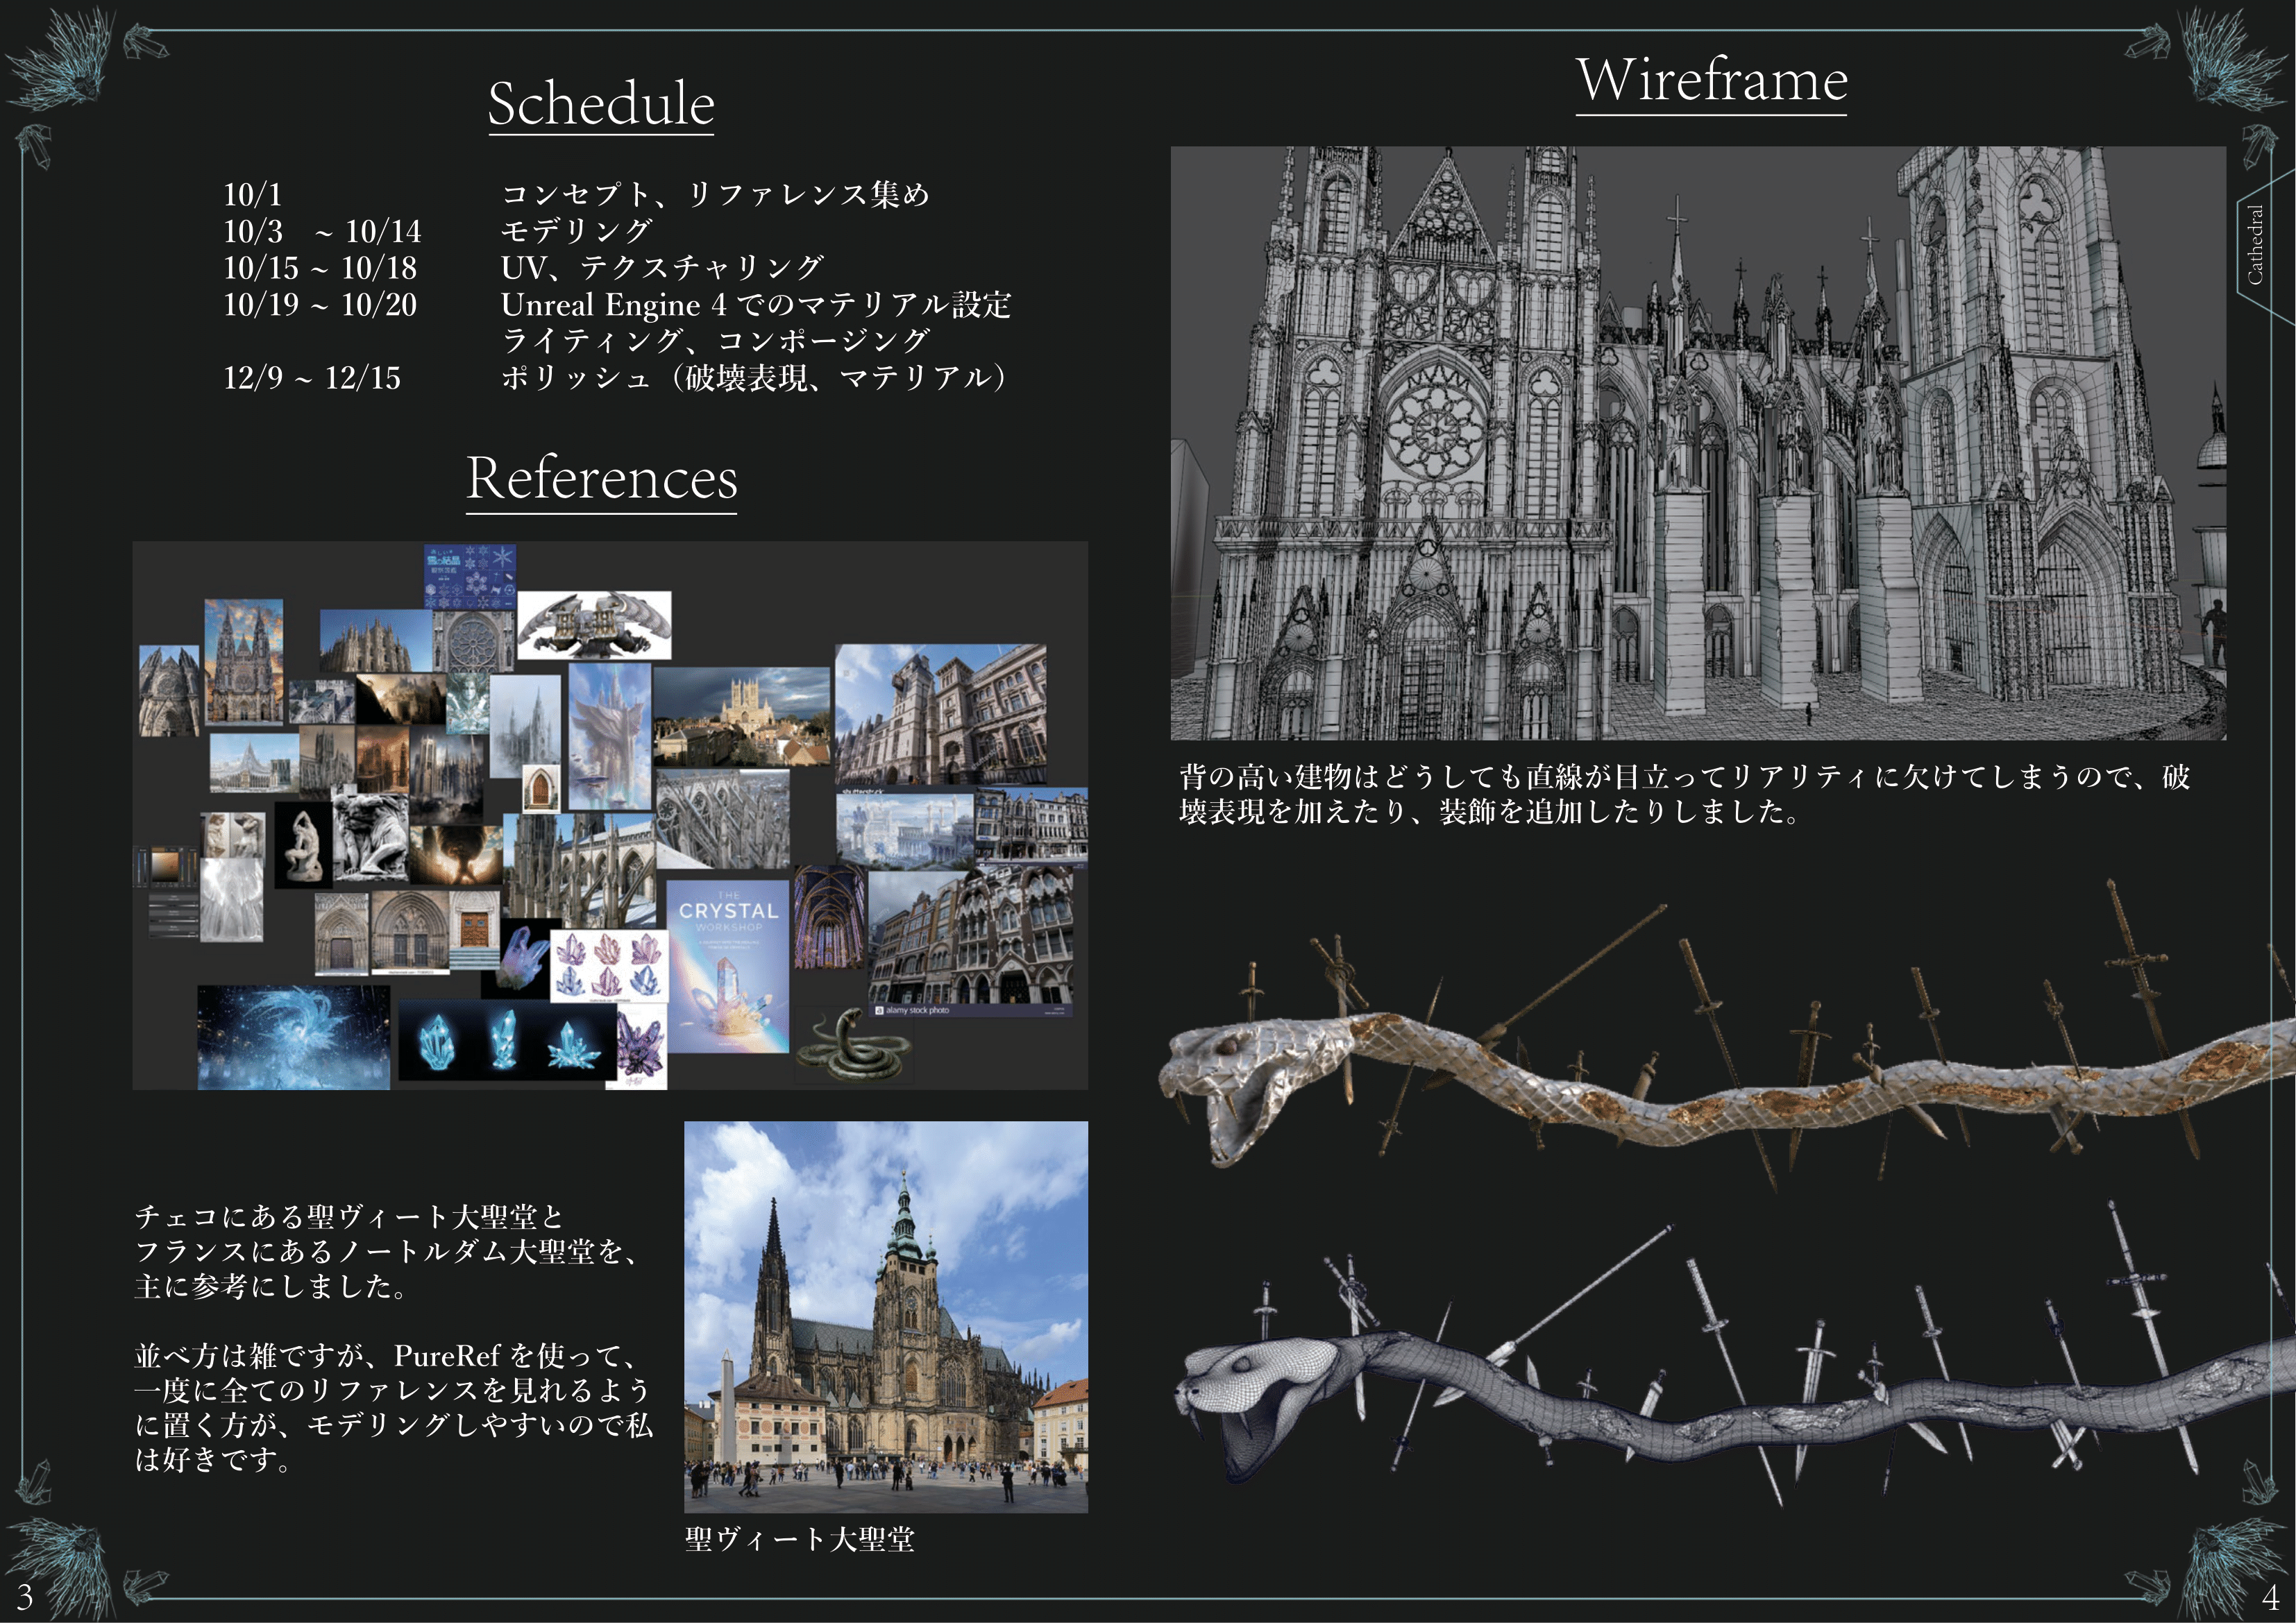 Schedule
10/1 コンセプト、リファレンス集め
10/3 ~ 10/14 モデリング
10/15 ~ 10/18 UV、テクスチャリング
10/19 ~ 10/20 Unreal Engine 4 でのマテリアル設定
ライティング、コンポージング
12/9 ~ 12/15 ポリッシュ（破壊表現、マテリアル）
References
雪の結晶
THE
CRYSTAL
WORKSHOP
alamy stock photo
チェコにある聖ヴィート大聖堂と
フランスにあるノートルダム大聖堂を、
主に参考にしました。
並べ方は雑ですが、PureRef を使って、
一度に全てのリファレンスを見れるよう
に置く方が、モデリングしやすいので私
は好きです。
聖ヴィート大聖堂
3
Wireframe
Cathedral
背の高い建物はどうしても直線が目立ってリアリティに欠けてしまうので、破
壊表現を加えたり、装飾を追加したりしました。
4